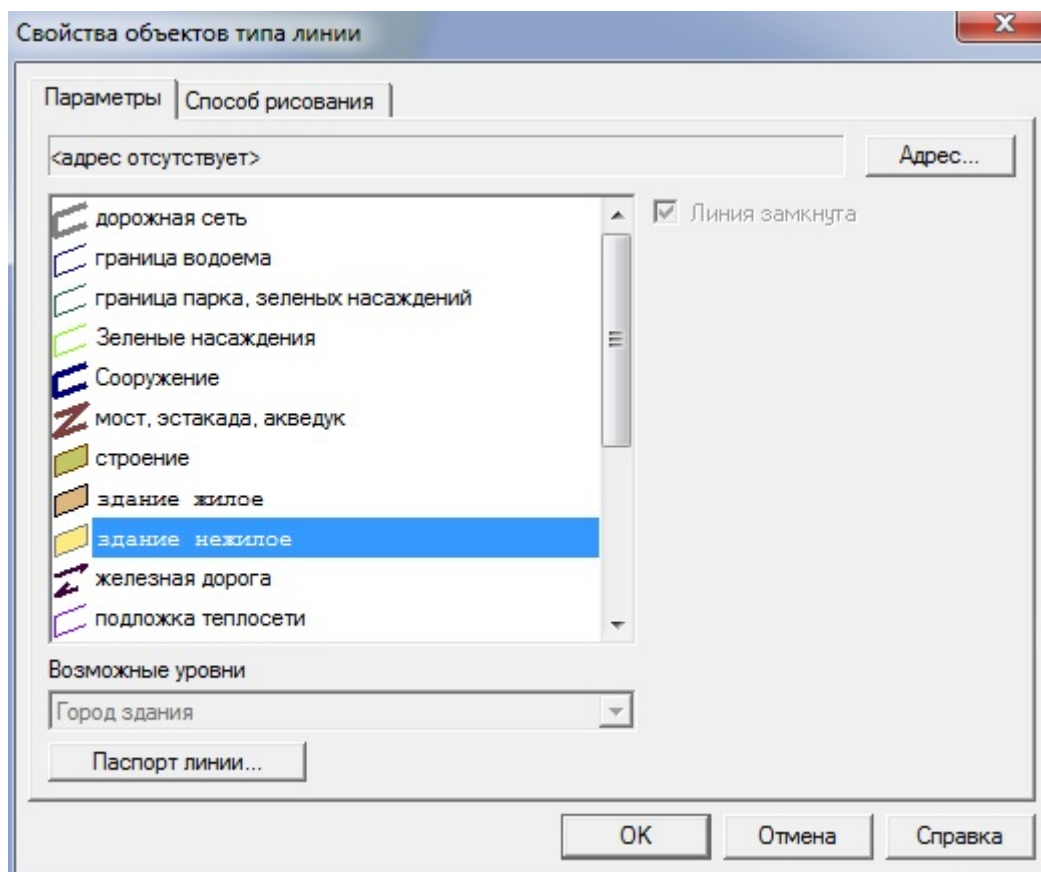 Свойства объектов типа линии
Параметры
Способ рисования
<адрес отсутствует>
Адрес...
дорожная сеть
Линия замкнута
граница водоема
граница парка, зеленых насаждений
Зеленые насаждения
Сооружение
мост, эстакада, акведук
строение
здание жилое
здание нежилое
железная дорога
подложка теплосети
Возможные уровни
Город здания
Паспорт линии...
OK
Отмена
Справка